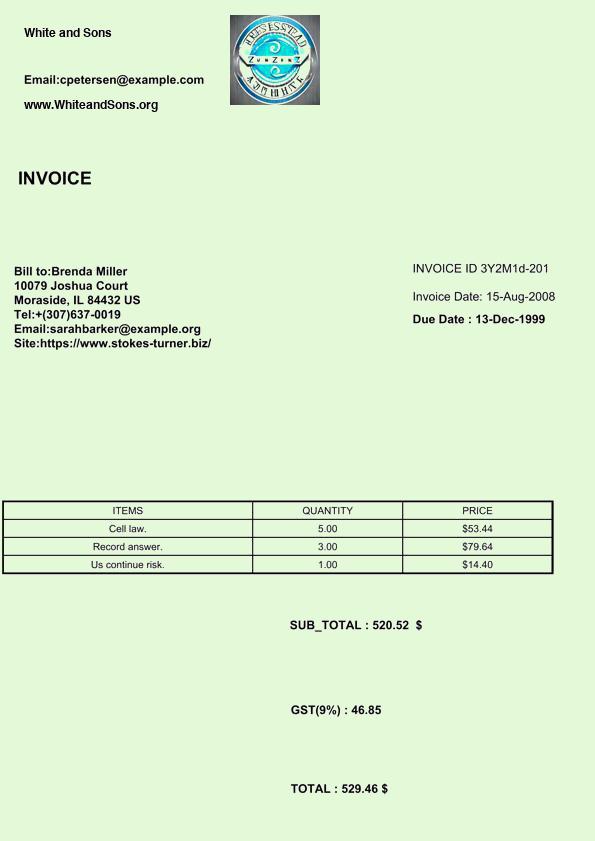 White and Sons
Email:cpetersen@example.com
www.WhiteandSons.org
INVOICE
Bill to:Brenda Miller
10079 Joshua Court
Moraside, IL 84432 US
Tel:+(307)637-0019
Email:sarahbarker@example.org
Site:https://www.stokes-turner.biz/
INVOICE ID 3Y2M1d-201
Invoice Date: 15-Aug-2008
Due Date : 13-Dec-1999
ITEMS QUANTITY PRICE
Cell law. 5.00 $53.44
Record answer. 3.00 $79.64
Us continue risk. 1.00 $14.40
SUB_TOTAL : 520.52 $
GST(9%) : 46.85
TOTAL : 529.46 $